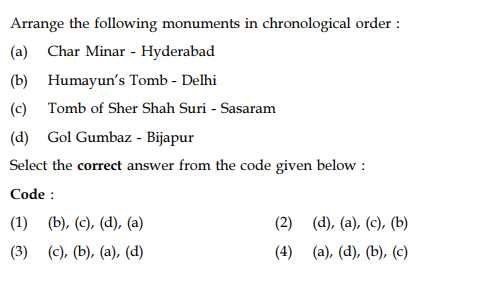 Arrange the following monuments in chronological order :
(a) Char Minar - Hyderabad
(b) Humayun's Tomb - Delhi
(c) Tomb of Sher Shah Suri - Sasaram
(d) Gol Gumbaz - Bijapur
Select the correct answer from the code given below :
Code :
(1) (b), (c), (d), (a) (2) (d), (a), (c), (b)
(3) (c), (b), (a), (d) (4) (a), (d), (b), (c)